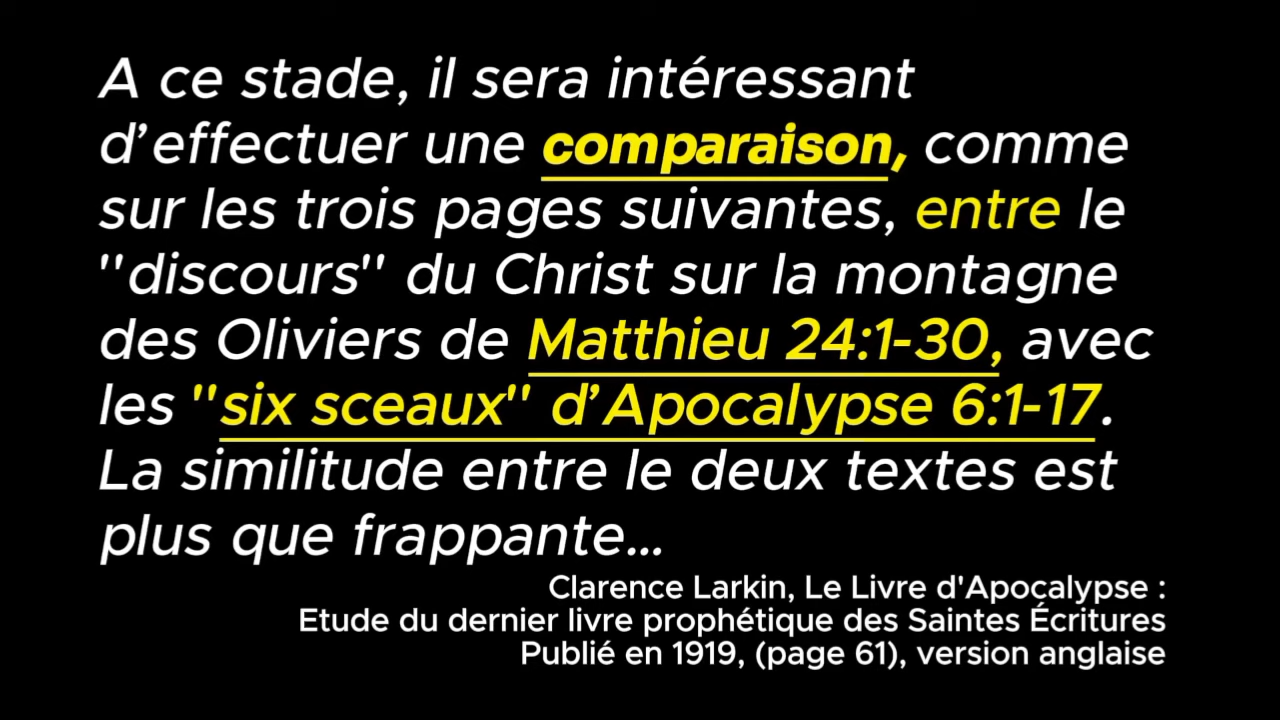 A ce stade, il sera intéressant
d’effectuer une comparaison, comme
sur les trois pages suivantes, entre le
"discours" du Christ sur la montagne
des Oliviers de Matthieu 24:1-30, avec
les "six sceaux" d’Apocalypse 6:1-17.
La similitude entre le deux textes est
plus que frappante...
Clarence Larkin, Le Livre d'Apocalypse :
Etude du dernier livre prophétique des Saintes Écritures
Publié en 1919, (page 61), version anglaise